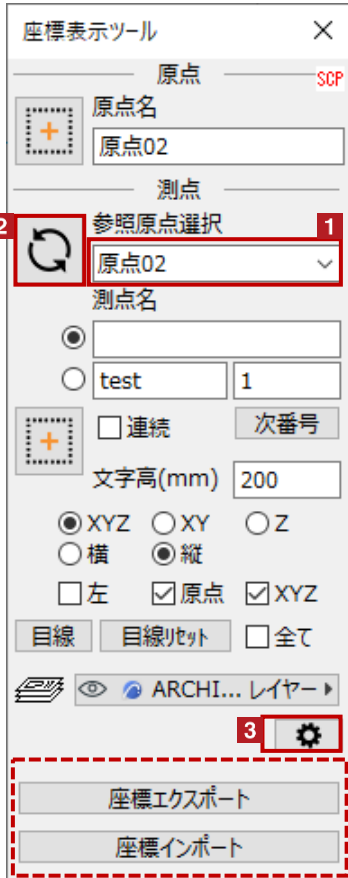 座標表示ツール
原点
SCP
原点名
原点02
測点
2
参照原点選択
1
原点02
測点名
test 1
連続 次番号
文字高(mm) 200
XYZ XY Z
横 縦
左 原点 XYZ
目線 目線ﾘｾｯﾄ 全て
ARCHI... レイヤー
3
座標エクスポート
座標インポート